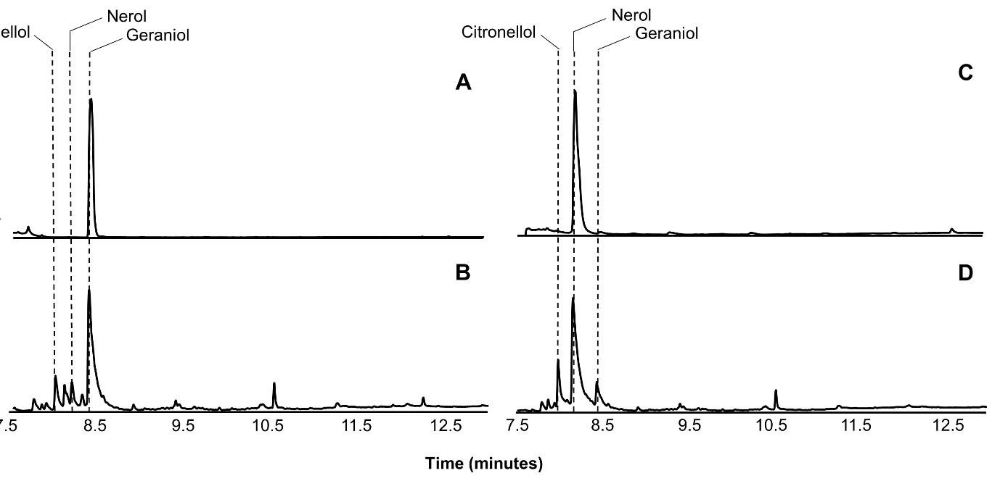 Nerol
ellol
Geraniol
A
B
7.5
8.5
9.5
10.5
11.5
12.5
Nerol
Citronellol
Geraniol
C
D
7.5
8.5
9.5
10.5
11.5
12.5
Time (minutes)